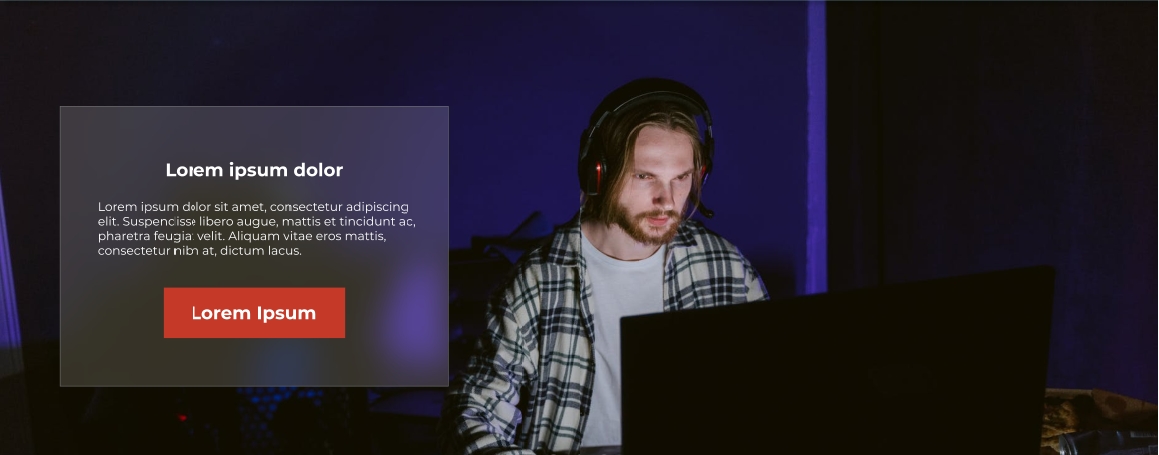 Lorem ipsum dolor
Lorem ipsum dolor sit amet, consectetur adipiscing
elit. Suspendisse libero augue, mattis et tincidunt ac,
pharetra feugiat velit. Aliquam vitae eros mattis,
consectetur nibh at, dictum lacus.
Lorem Ipsum